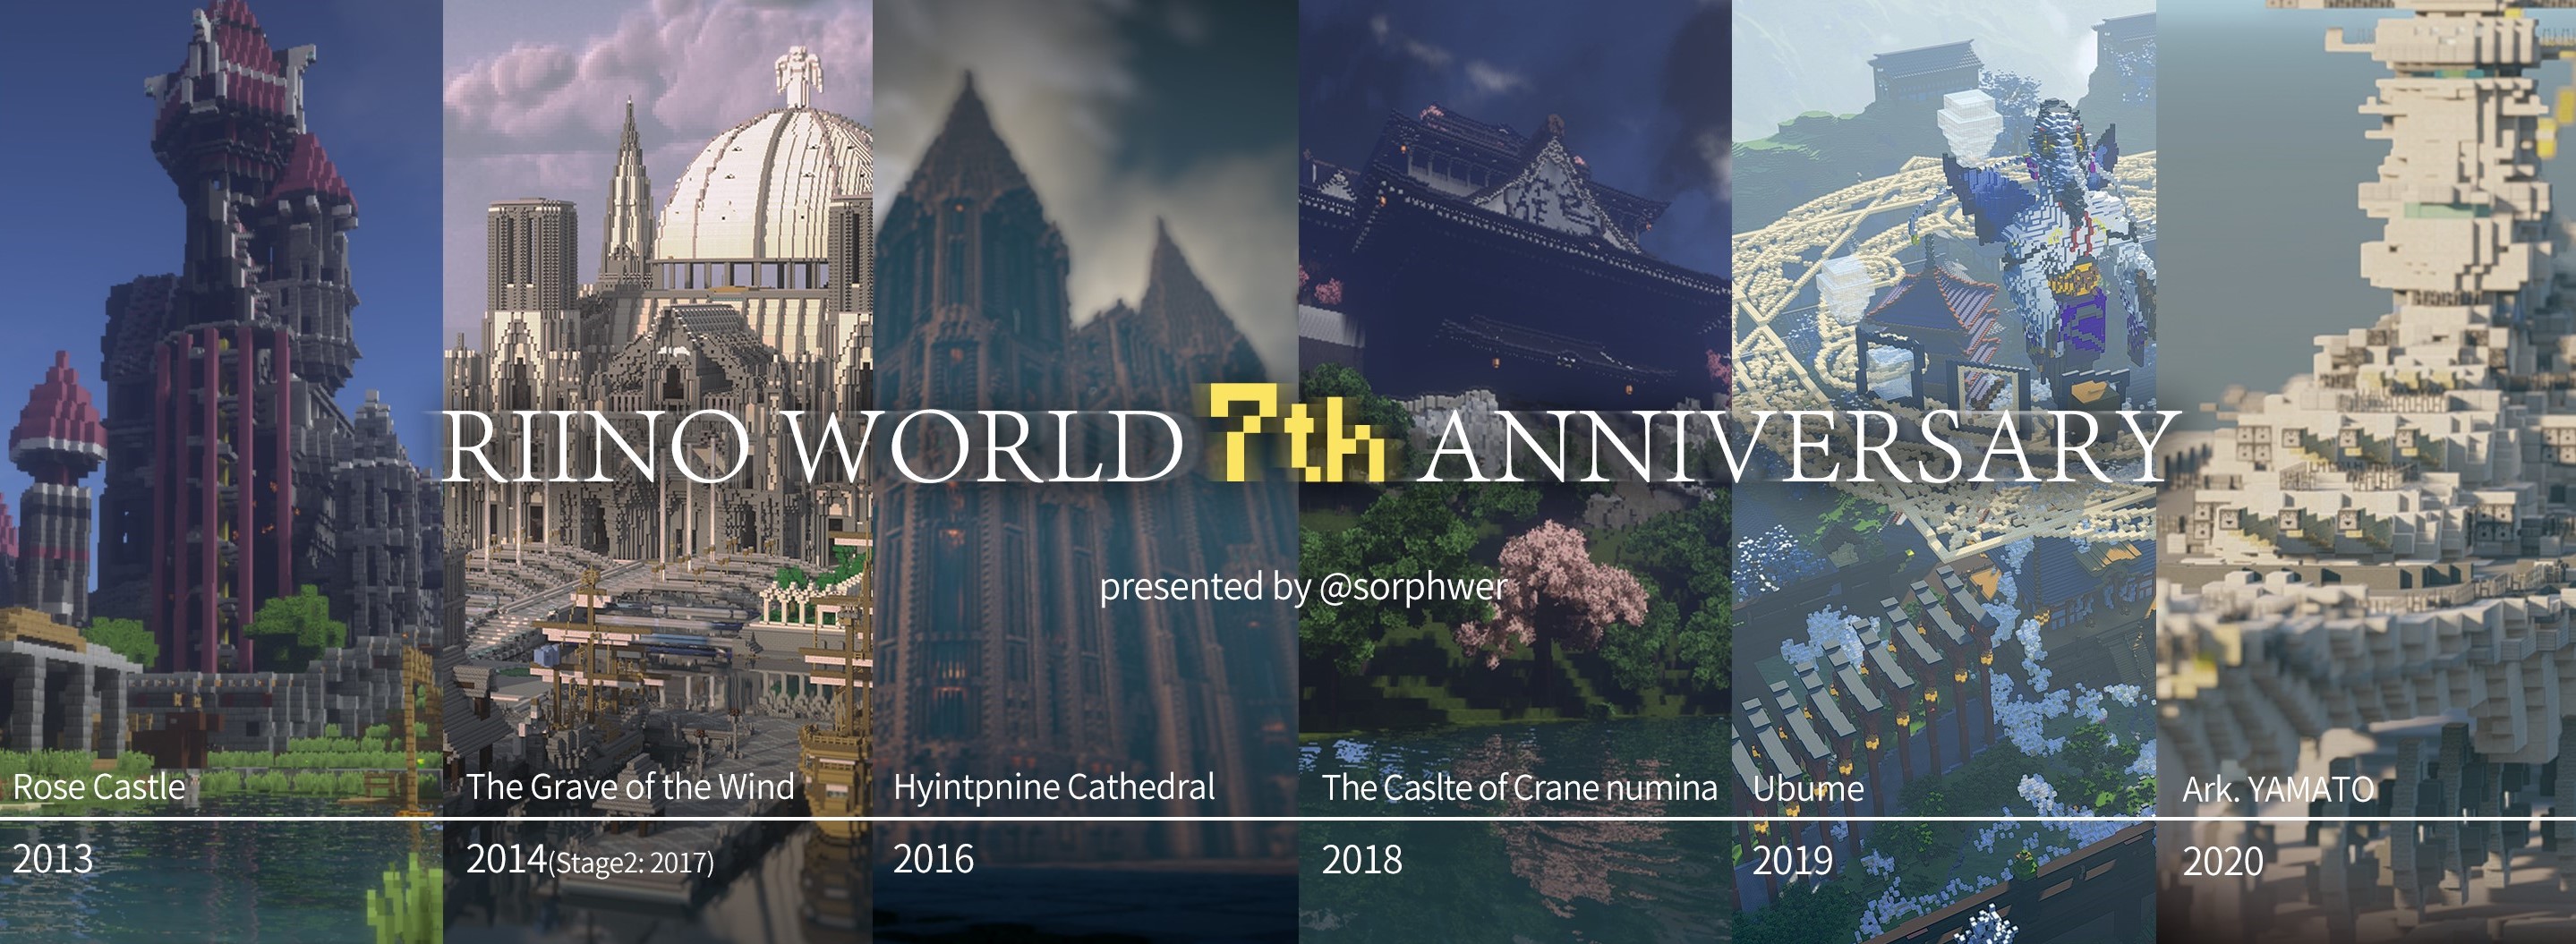 RIINO WORLD 7th ANNIVERSARY
presented by @sorphwer
Rose Castle
The Grave of the Wind
Hyintpnine Cathedral
The Caslte of Crane numina
Ubume
Ark. YAMATO
2013
2014(Stage2: 2017)
2016
2018
2019
2020